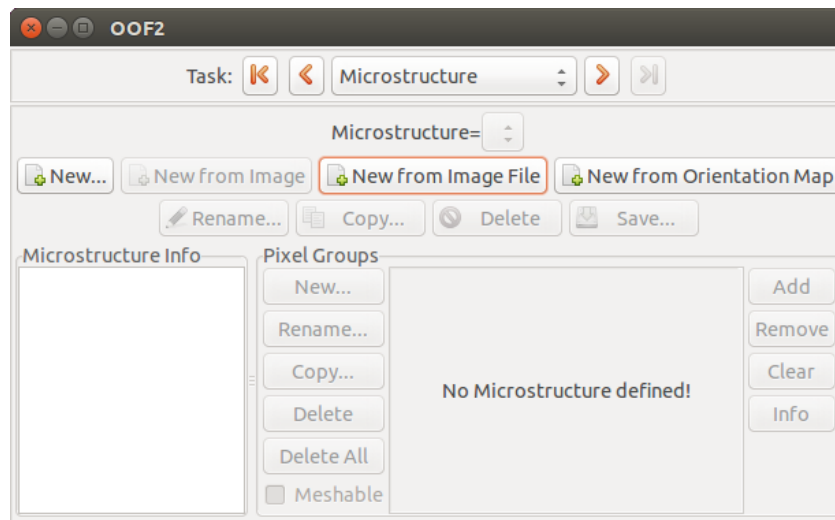 OOF2
Task: Microstructure
Microstructure=
New... New from Image New from Image File New from Orientation Map
Rename... Copy... Delete Save...
Microstructure Info Pixel Groups
New... Add
Rename... Remove
Copy... Clear
No Microstructure defined!
Delete Info
Delete All
Meshable